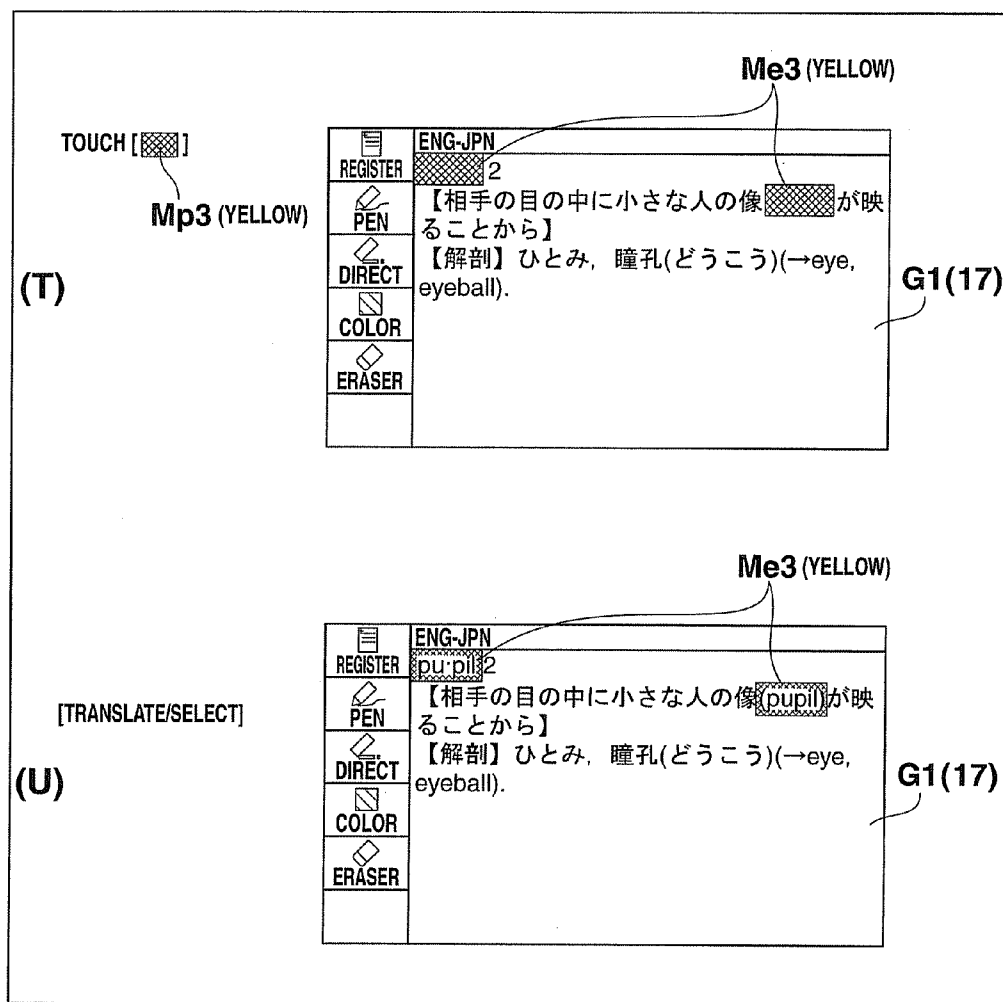 Me3 (YELLOW)
TOUCH [ ]
Mp3 (YELLOW)
(T)
REGISTER
PEN
DIRECT
COLOR
ERASER
ENG-JPN
2
【相手の目の中に小さな人の像 が映
ることから】
【解剖】ひとみ, 瞳孔(どうこう)(→eye,
eyeball).
G1(17)
Me3 (YELLOW)
[TRANSLATE/SELECT]
(U)
REGISTER
PEN
DIRECT
COLOR
ERASER
ENG-JPN
pu·pil 2
【相手の目の中に小さな人の像(pupil)が映
ることから】
【解剖】ひとみ, 瞳孔(どうこう)(→eye,
eyeball).
G1(17)